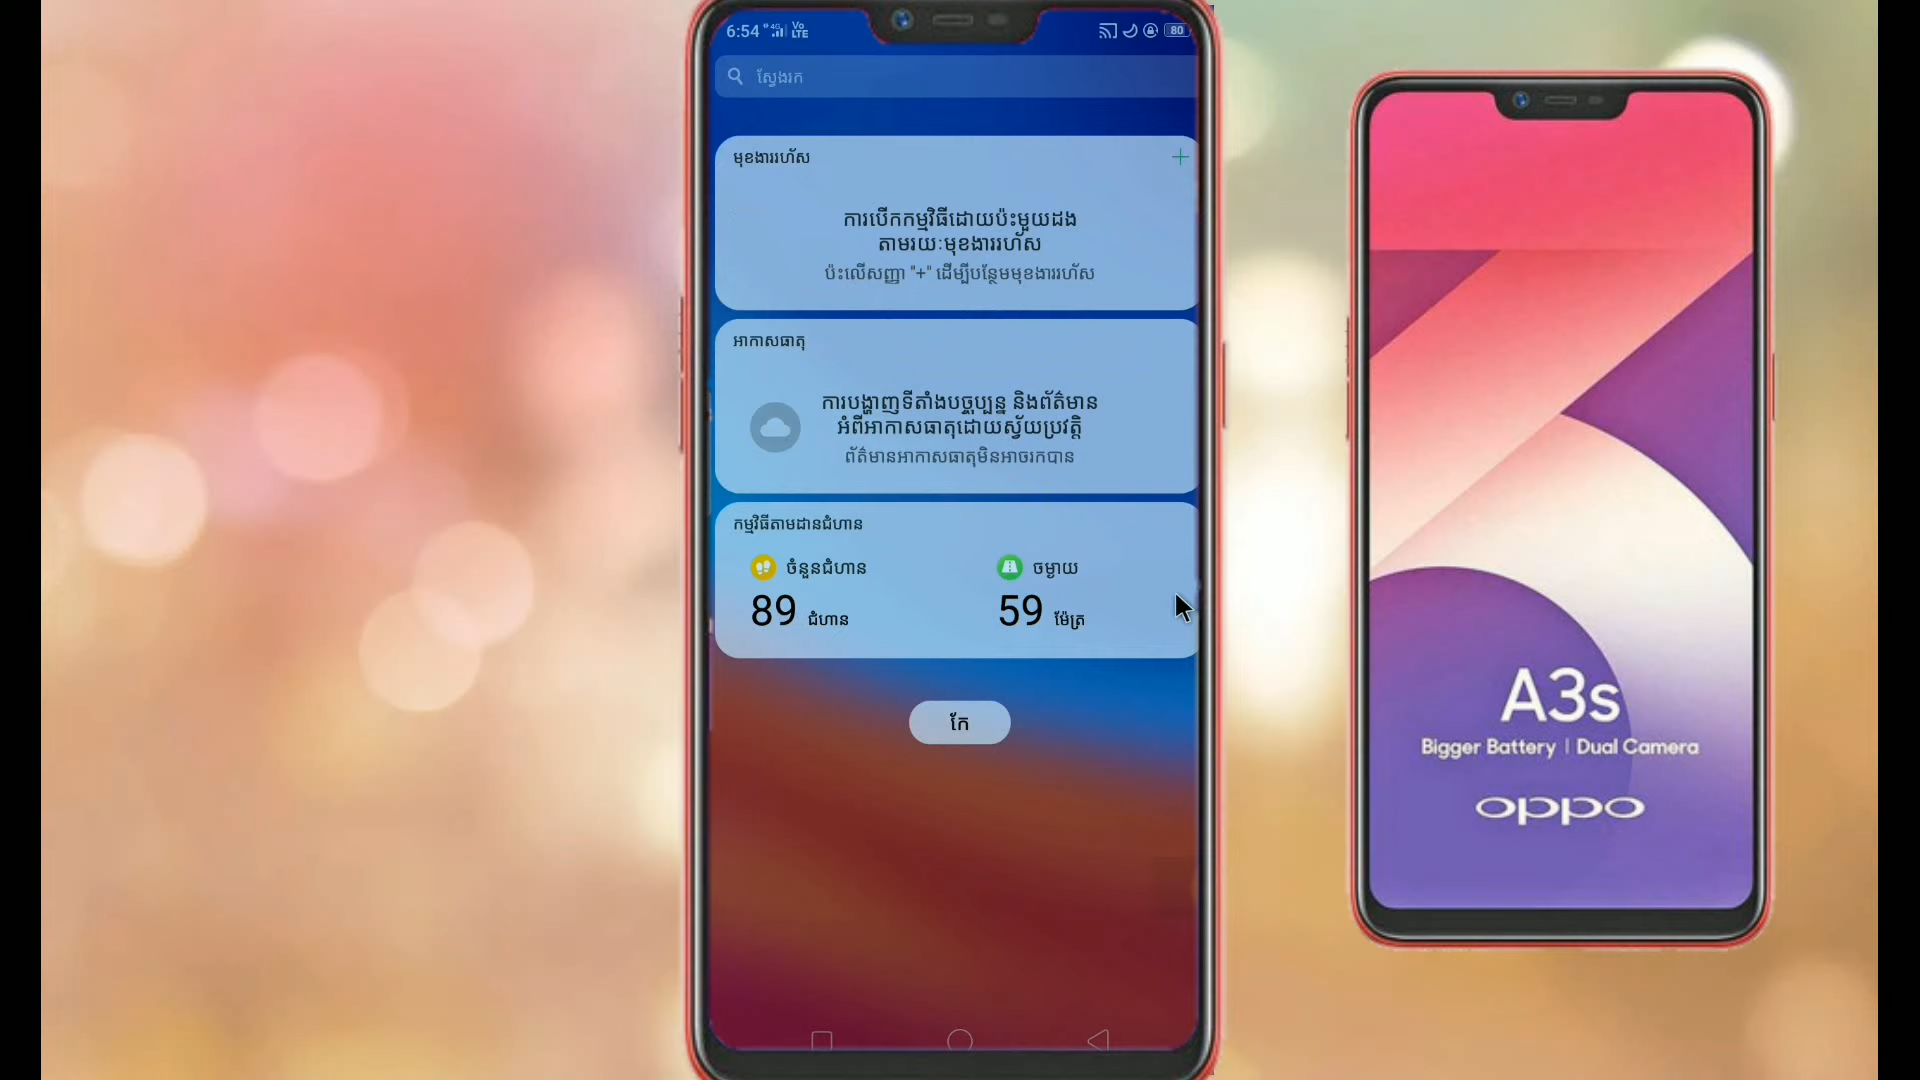 6:54 4G Vo LTE 80
ស្វែងរក
មុខងាររហ័ស
ការបើកកម្មវិធីដោយប៉ះមួយដង
តាមរយៈមុខងាររហ័ស
ប៉ះលើសញ្ញា "+" ដើម្បីបន្ថែមមុខងាររហ័ស
អាកាសធាតុ
ការបង្ហាញទីតាំងបច្ចុប្បន្ន និងព័ត៌មាន
អំពីអាកាសធាតុដោយស្វ័យប្រវត្តិ
ព័ត៌មានអាកាសធាតុមិនអាចរកបាន
កម្មវិធីតាមដានជំហាន
ចំនួនជំហាន ចម្ងាយ
89 ជំហាន 59 ម៉ែត្រ
កែ
A3s
Bigger Battery | Dual Camera
oppo